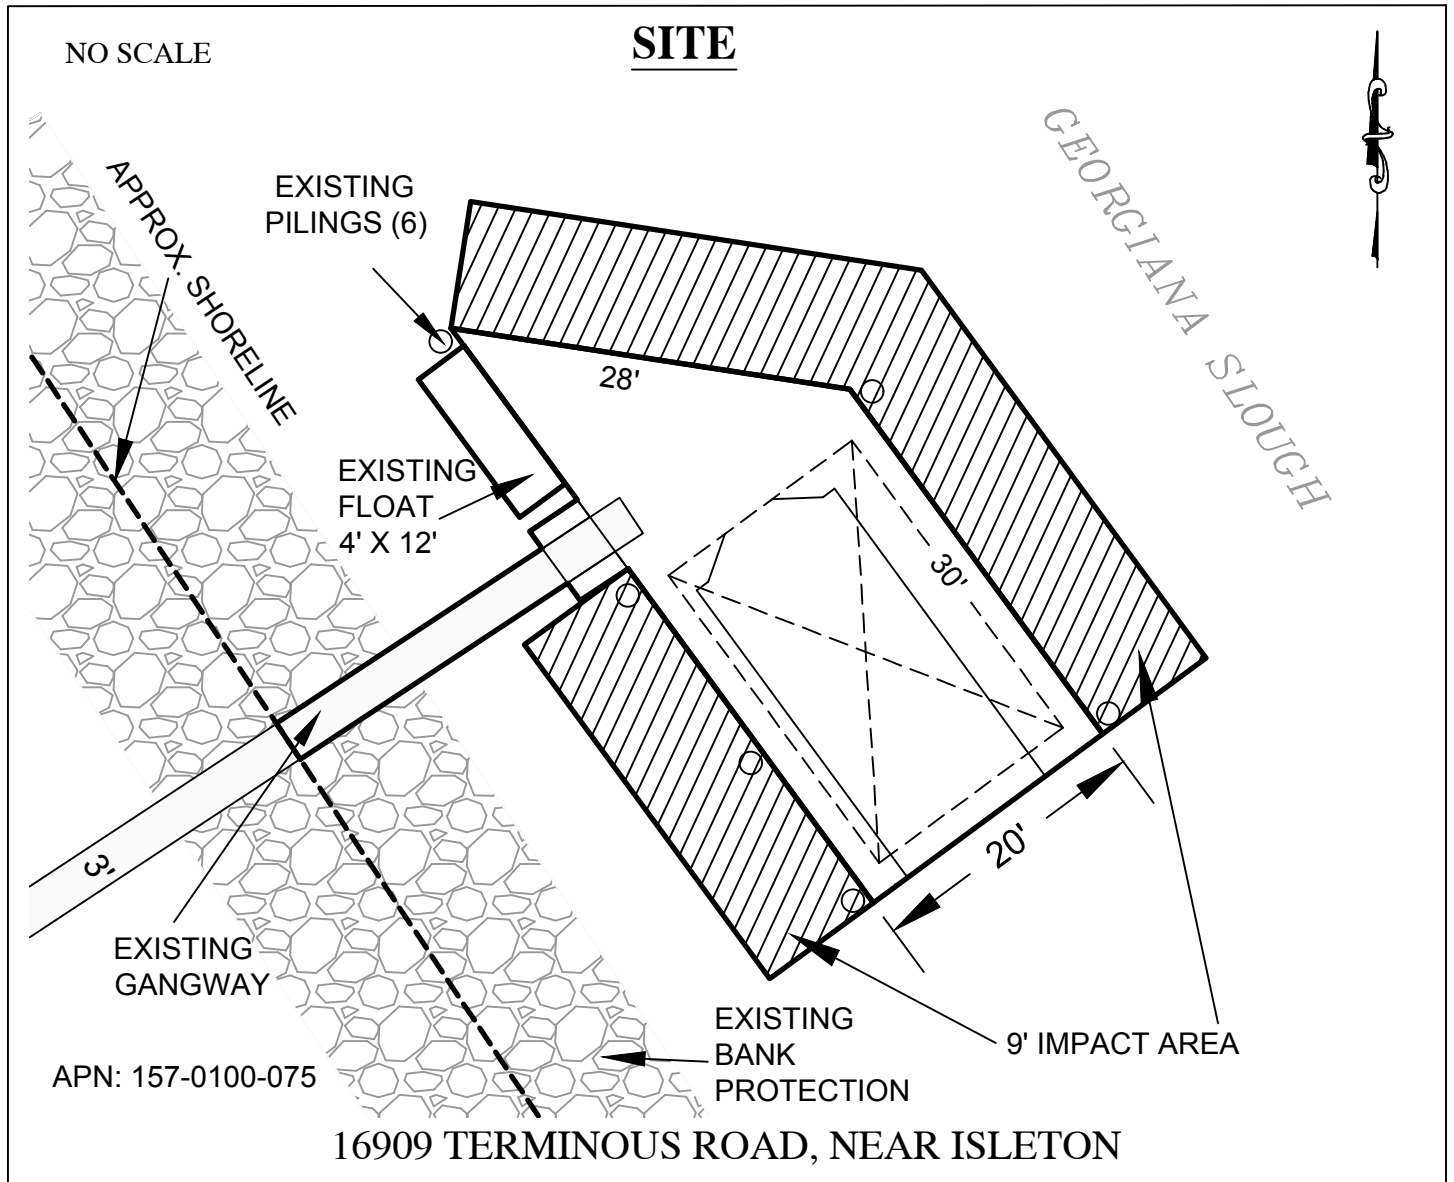 NO SCALE
SITE
GEORGIANA SLOUGH
APPROX. SHORELINE
EXISTING
PILINGS (6)
28'
EXISTING
FLOAT
4' X 12'
30'
20'
3'
EXISTING
GANGWAY
EXISTING
BANK
PROTECTION
9' IMPACT AREA
APN: 157-0100-075
16909 TERMINOUS ROAD, NEAR ISLETON